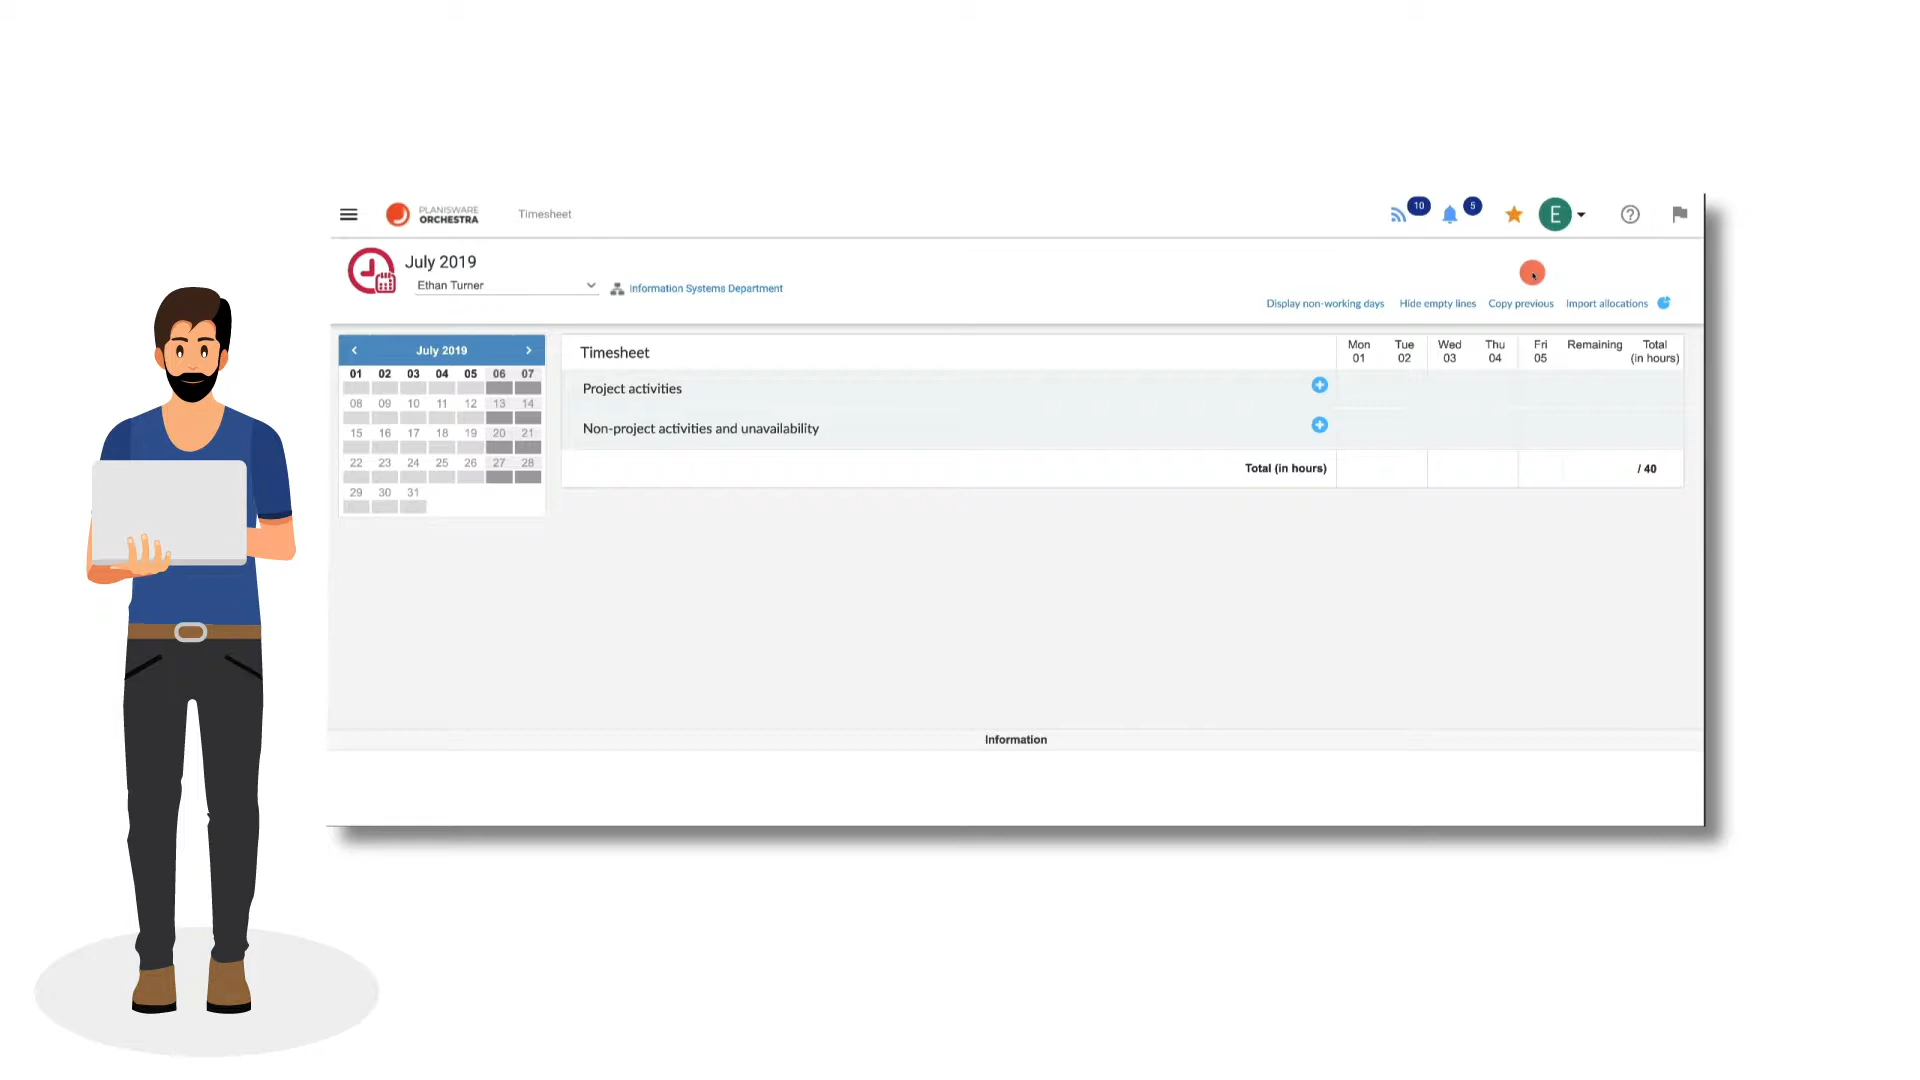 PLANISWARE
ORCHESTRA
Timesheet
10
5
E
July 2019
Ethan Turner
Information Systems Department
Display non-working days Hide empty lines Copy previous Import allocations
July 2019
01 02 03 04 05 06 07
08 09 10 11 12 13 14
15 16 17 18 19 20 21
22 23 24 25 26 27 28
29 30 31
Timesheet
Mon Tue Wed Thu Fri Remaining Total
01 02 03 04 05 (in hours)
Project activities
Non-project activities and unavailability
Total (in hours) / 40
Information